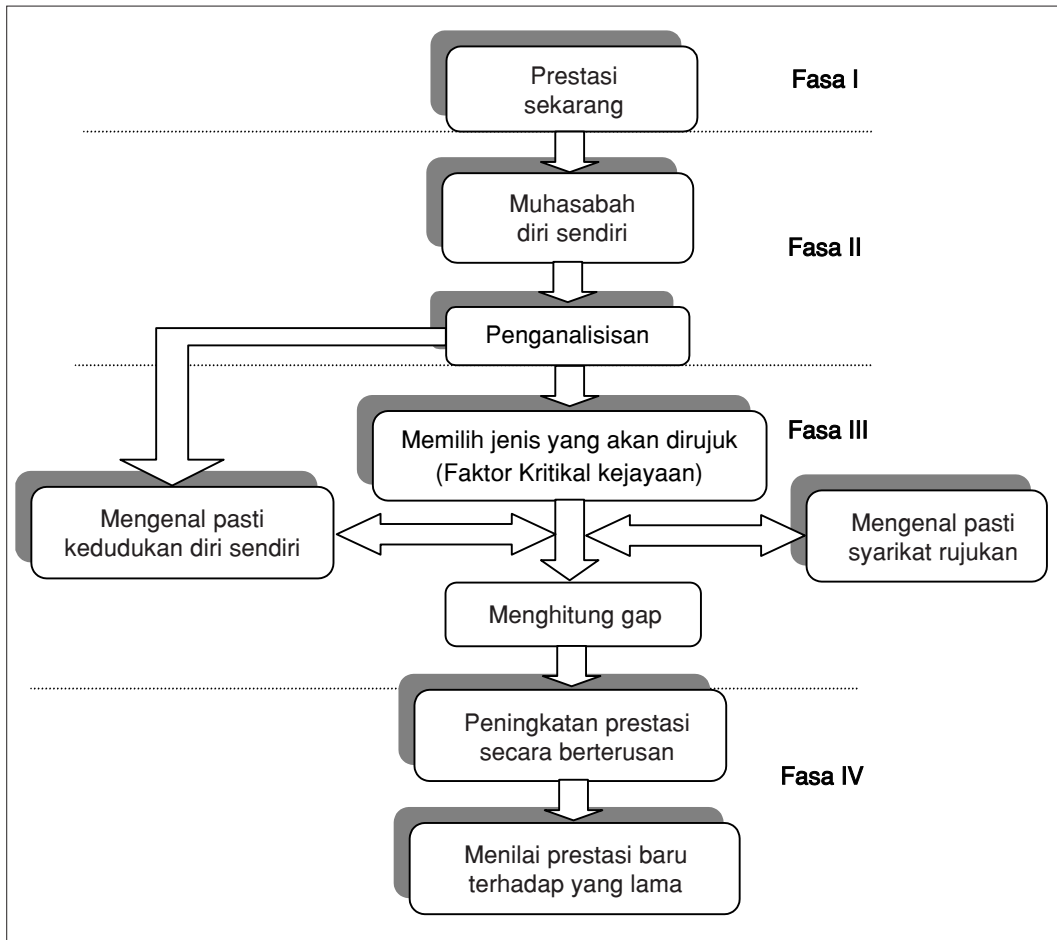 Prestasi
sekarang
Fasa I
Muhasabah
diri sendiri
Fasa II
Penganalisisan
Memilih jenis yang akan dirujuk
(Faktor Kritikal kejayaan)
Fasa III
Mengenal pasti
kedudukan diri sendiri
Mengenal pasti
syarikat rujukan
Menghitung gap
Peningkatan prestasi
secara berterusan
Fasa IV
Menilai prestasi baru
terhadap yang lama